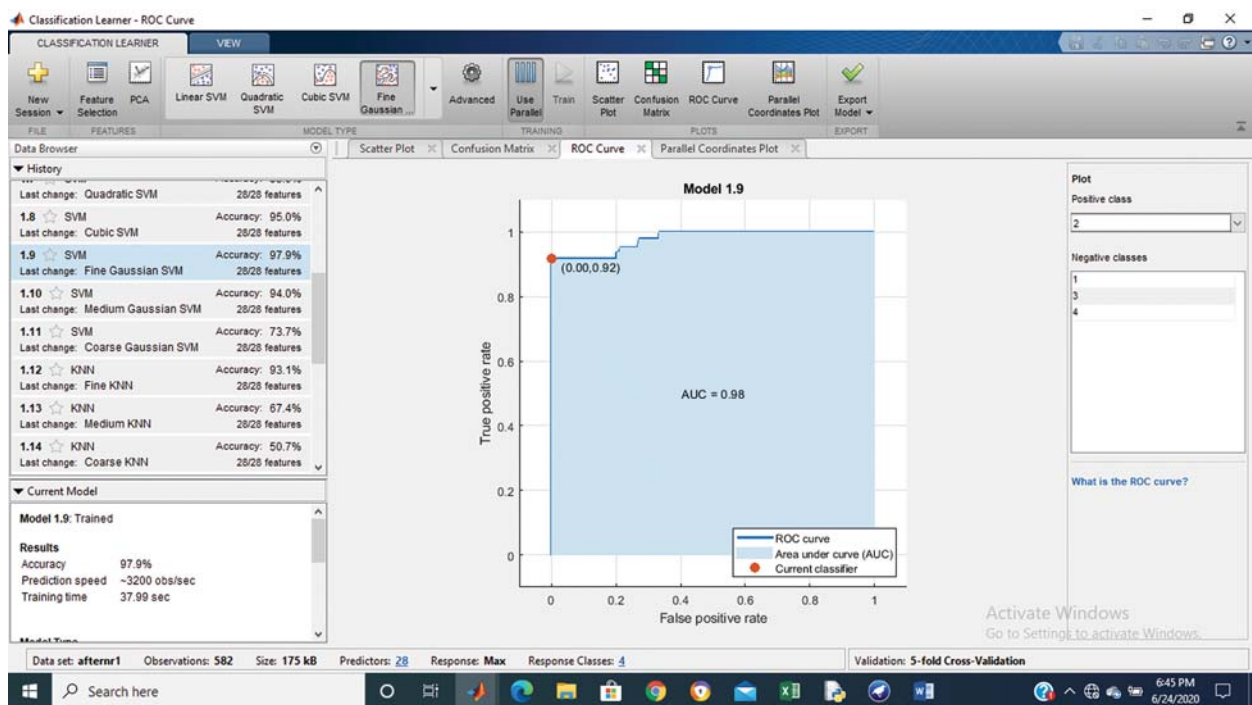 Classification Learner - ROC Curve
CLASSIFICATION LEARNER VIEW
New Session
Feature Selection
PCA
Linear SVM
Quadratic SVM
Cubic SVM
Fine Gaussian ...
Advanced
Use Parallel
Train
Scatter Plot
Confusion Matrix
ROC Curve
Parallel Coordinates Plot
Export Model
FILE FEATURES MODEL TYPE TRAINING PLOTS EXPORT
Data Browser
Scatter Plot Confusion Matrix ROC Curve Parallel Coordinates Plot
History
Last change: Quadratic SVM 28/28 features
1.8 SVM Accuracy: 95.0%
Last change: Cubic SVM 28/28 features
1.9 SVM Accuracy: 97.9%
Last change: Fine Gaussian SVM 28/28 features
1.10 SVM Accuracy: 94.0%
Last change: Medium Gaussian SVM 28/28 features
1.11 SVM Accuracy: 73.7%
Last change: Coarse Gaussian SVM 28/28 features
1.12 KNN Accuracy: 93.1%
Last change: Fine KNN 28/28 features
1.13 KNN Accuracy: 67.4%
Last change: Medium KNN 28/28 features
1.14 KNN Accuracy: 50.7%
Last change: Coarse KNN 28/28 features
Current Model
Model 1.9: Trained
Results
Accuracy 97.9%
Prediction speed ~3200 obs/sec
Training time 37.99 sec
Model 1.9
1
0.8
0.6
0.4
0.2
0
True positive rate
(0.00,0.92)
AUC = 0.98
ROC curve
Area under curve (AUC)
Current classifier
0 0.2 0.4 0.6 0.8 1
False positive rate
Plot
Positive class
2
Negative classes
1
3
4
What is the ROC curve?
Activate Windows
Go to Settings to activate Windows.
Data set: afternr1 Observations: 582 Size: 175 kB Predictors: 28 Response: Max Response Classes: 4 Validation: 5-fold Cross-Validation
Search here
6:45 PM
6/24/2020